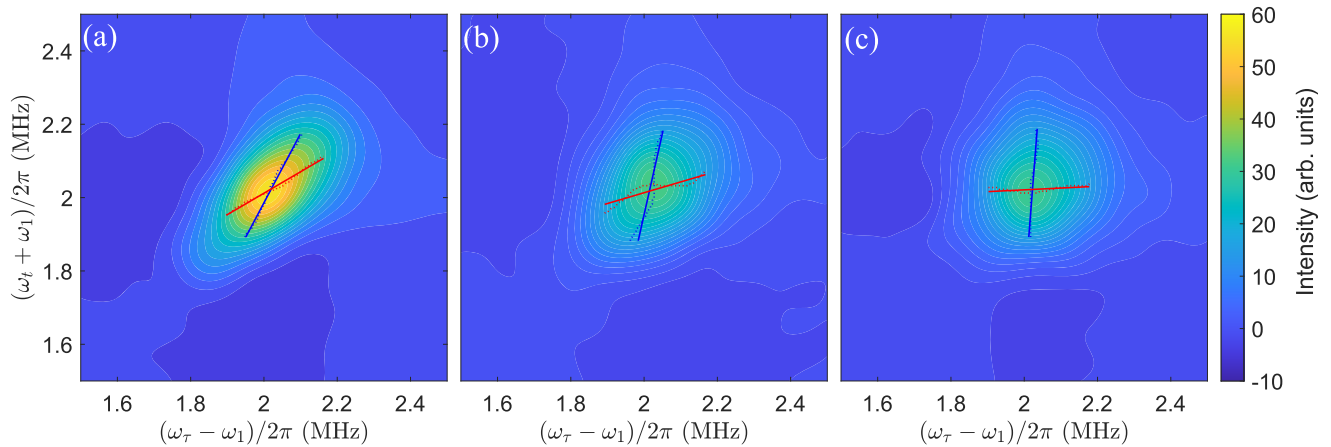 (a) (b) (c)
(ω_t + ω_1)/2π (MHz)
2.4
2.2
2
1.8
1.6
1.6 1.8 2 2.2 2.4
1.6 1.8 2 2.2 2.4
1.6 1.8 2 2.2 2.4
(ω_τ − ω_1)/2π (MHz)
(ω_τ − ω_1)/2π (MHz)
(ω_τ − ω_1)/2π (MHz)
60
50
40
30
20
10
0
-10
Intensity (arb. units)